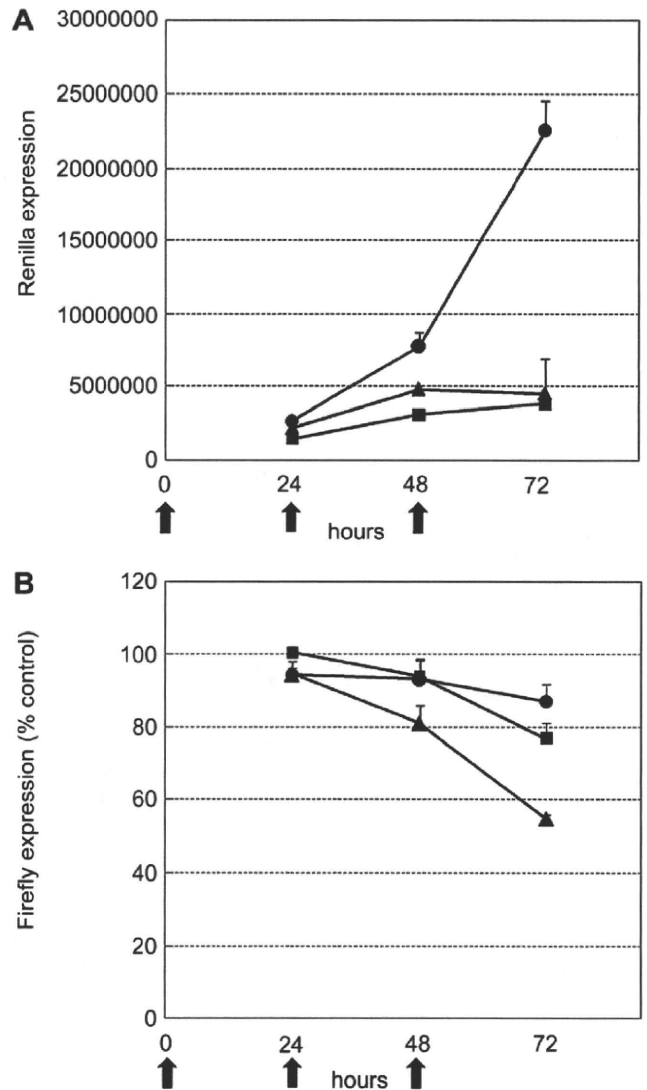 A
Renilla expression
30000000
25000000
20000000
15000000
10000000
5000000
0
0 24 48 72
hours
B
Firefly expression (% control)
120
100
80
60
40
20
0
0 24 48 72
hours